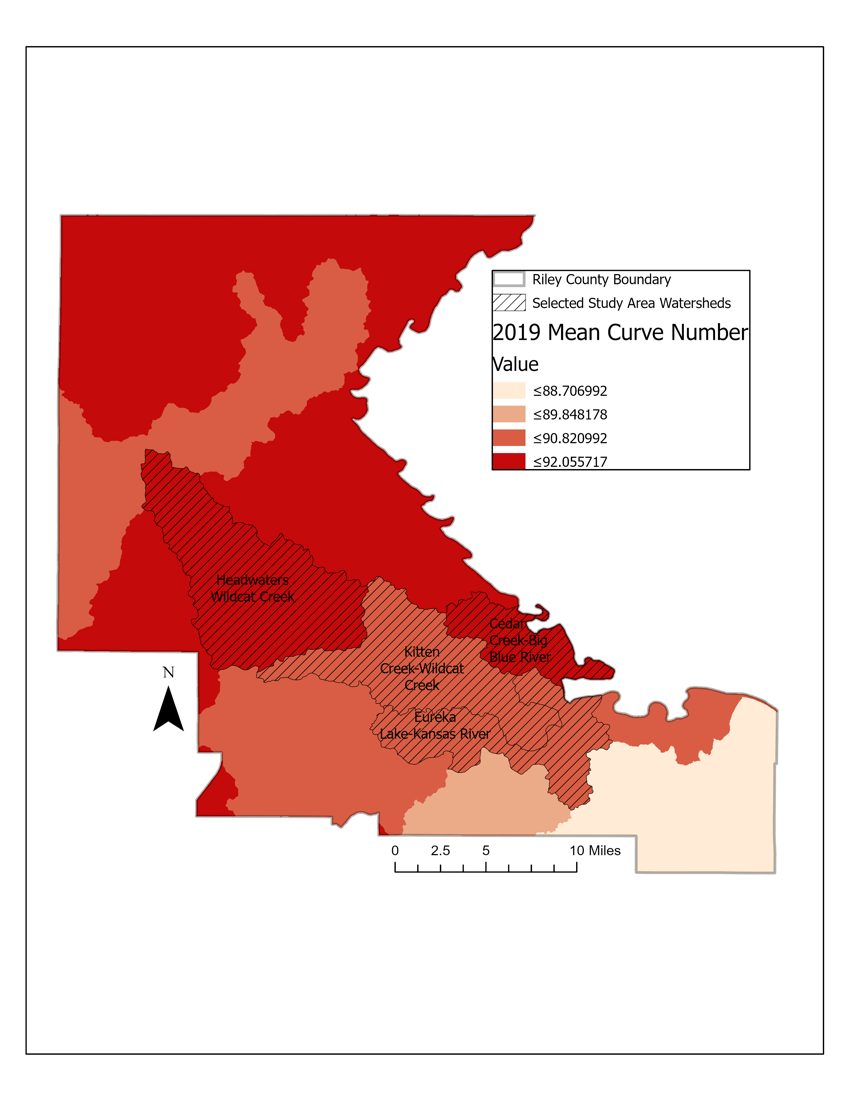 Riley County Boundary
Selected Study Area Watersheds
2019 Mean Curve Number
Value
≤88.706992
≤89.848178
≤90.820992
≤92.055717
Headwaters
Wildcat Creek
Cedar
Creek-Big
Blue River
Kitten
Creek-Wildcat
Creek
Eureka
Lake-Kansas River
N
0 2.5 5 10 Miles